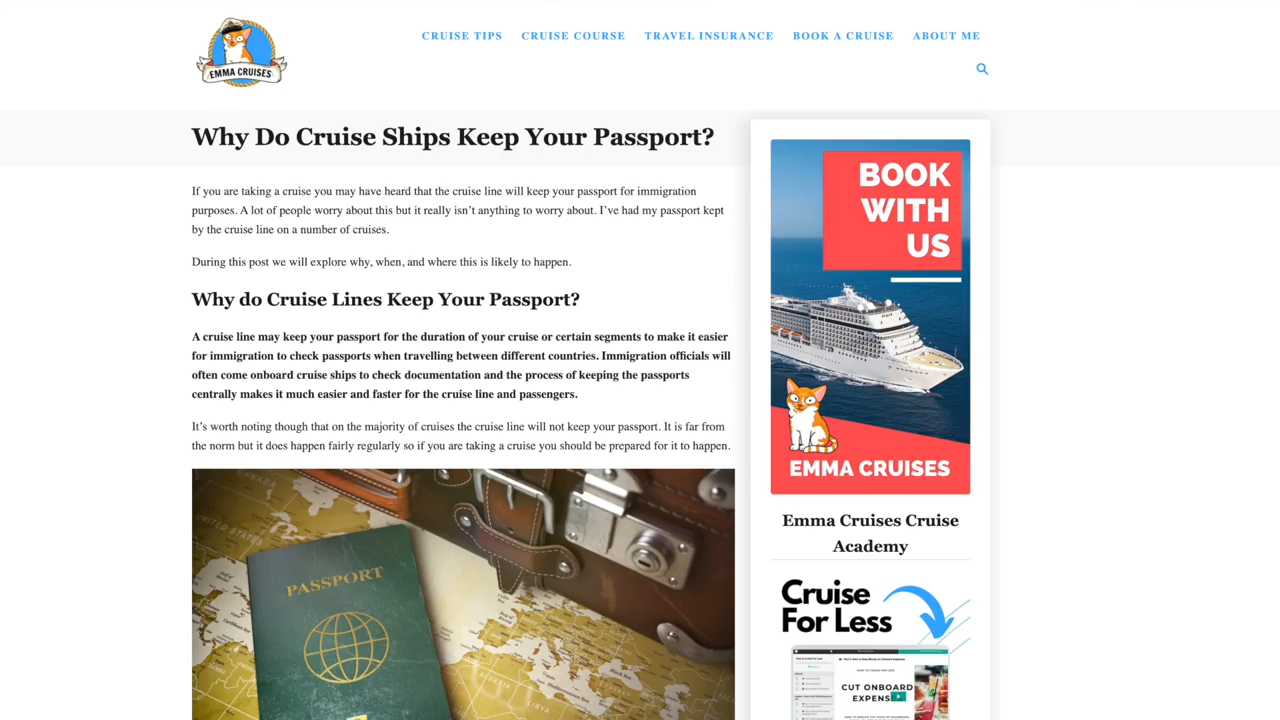 EMMA CRUISES
CRUISE TIPS
CRUISE COURSE
TRAVEL INSURANCE
BOOK A CRUISE
ABOUT ME
Why Do Cruise Ships Keep Your Passport?
If you are taking a cruise you may have heard that the cruise line will keep your passport for immigration
purposes. A lot of people worry about this but it really isn't anything to worry about. I've had my passport kept
by the cruise line on a number of cruises.
During this post we will explore why, when, and where this is likely to happen.
Why do Cruise Lines Keep Your Passport?
A cruise line may keep your passport for the duration of your cruise or certain segments to make it easier
for immigration to check passports when travelling between different countries. Immigration officials will
often come onboard cruise ships to check documentation and the process of keeping the passports
centrally makes it much easier and faster for the cruise line and passengers.
It's worth noting though that on the majority of cruises the cruise line will not keep your passport. It is far from
the norm but it does happen fairly regularly so if you are taking a cruise you should be prepared for it to happen.
UNITED STATES
PASSPORT
BOOK
WITH
US
EMMA CRUISES
Emma Cruises Cruise
Academy
Cruise
For Less
CUT ONBOARD